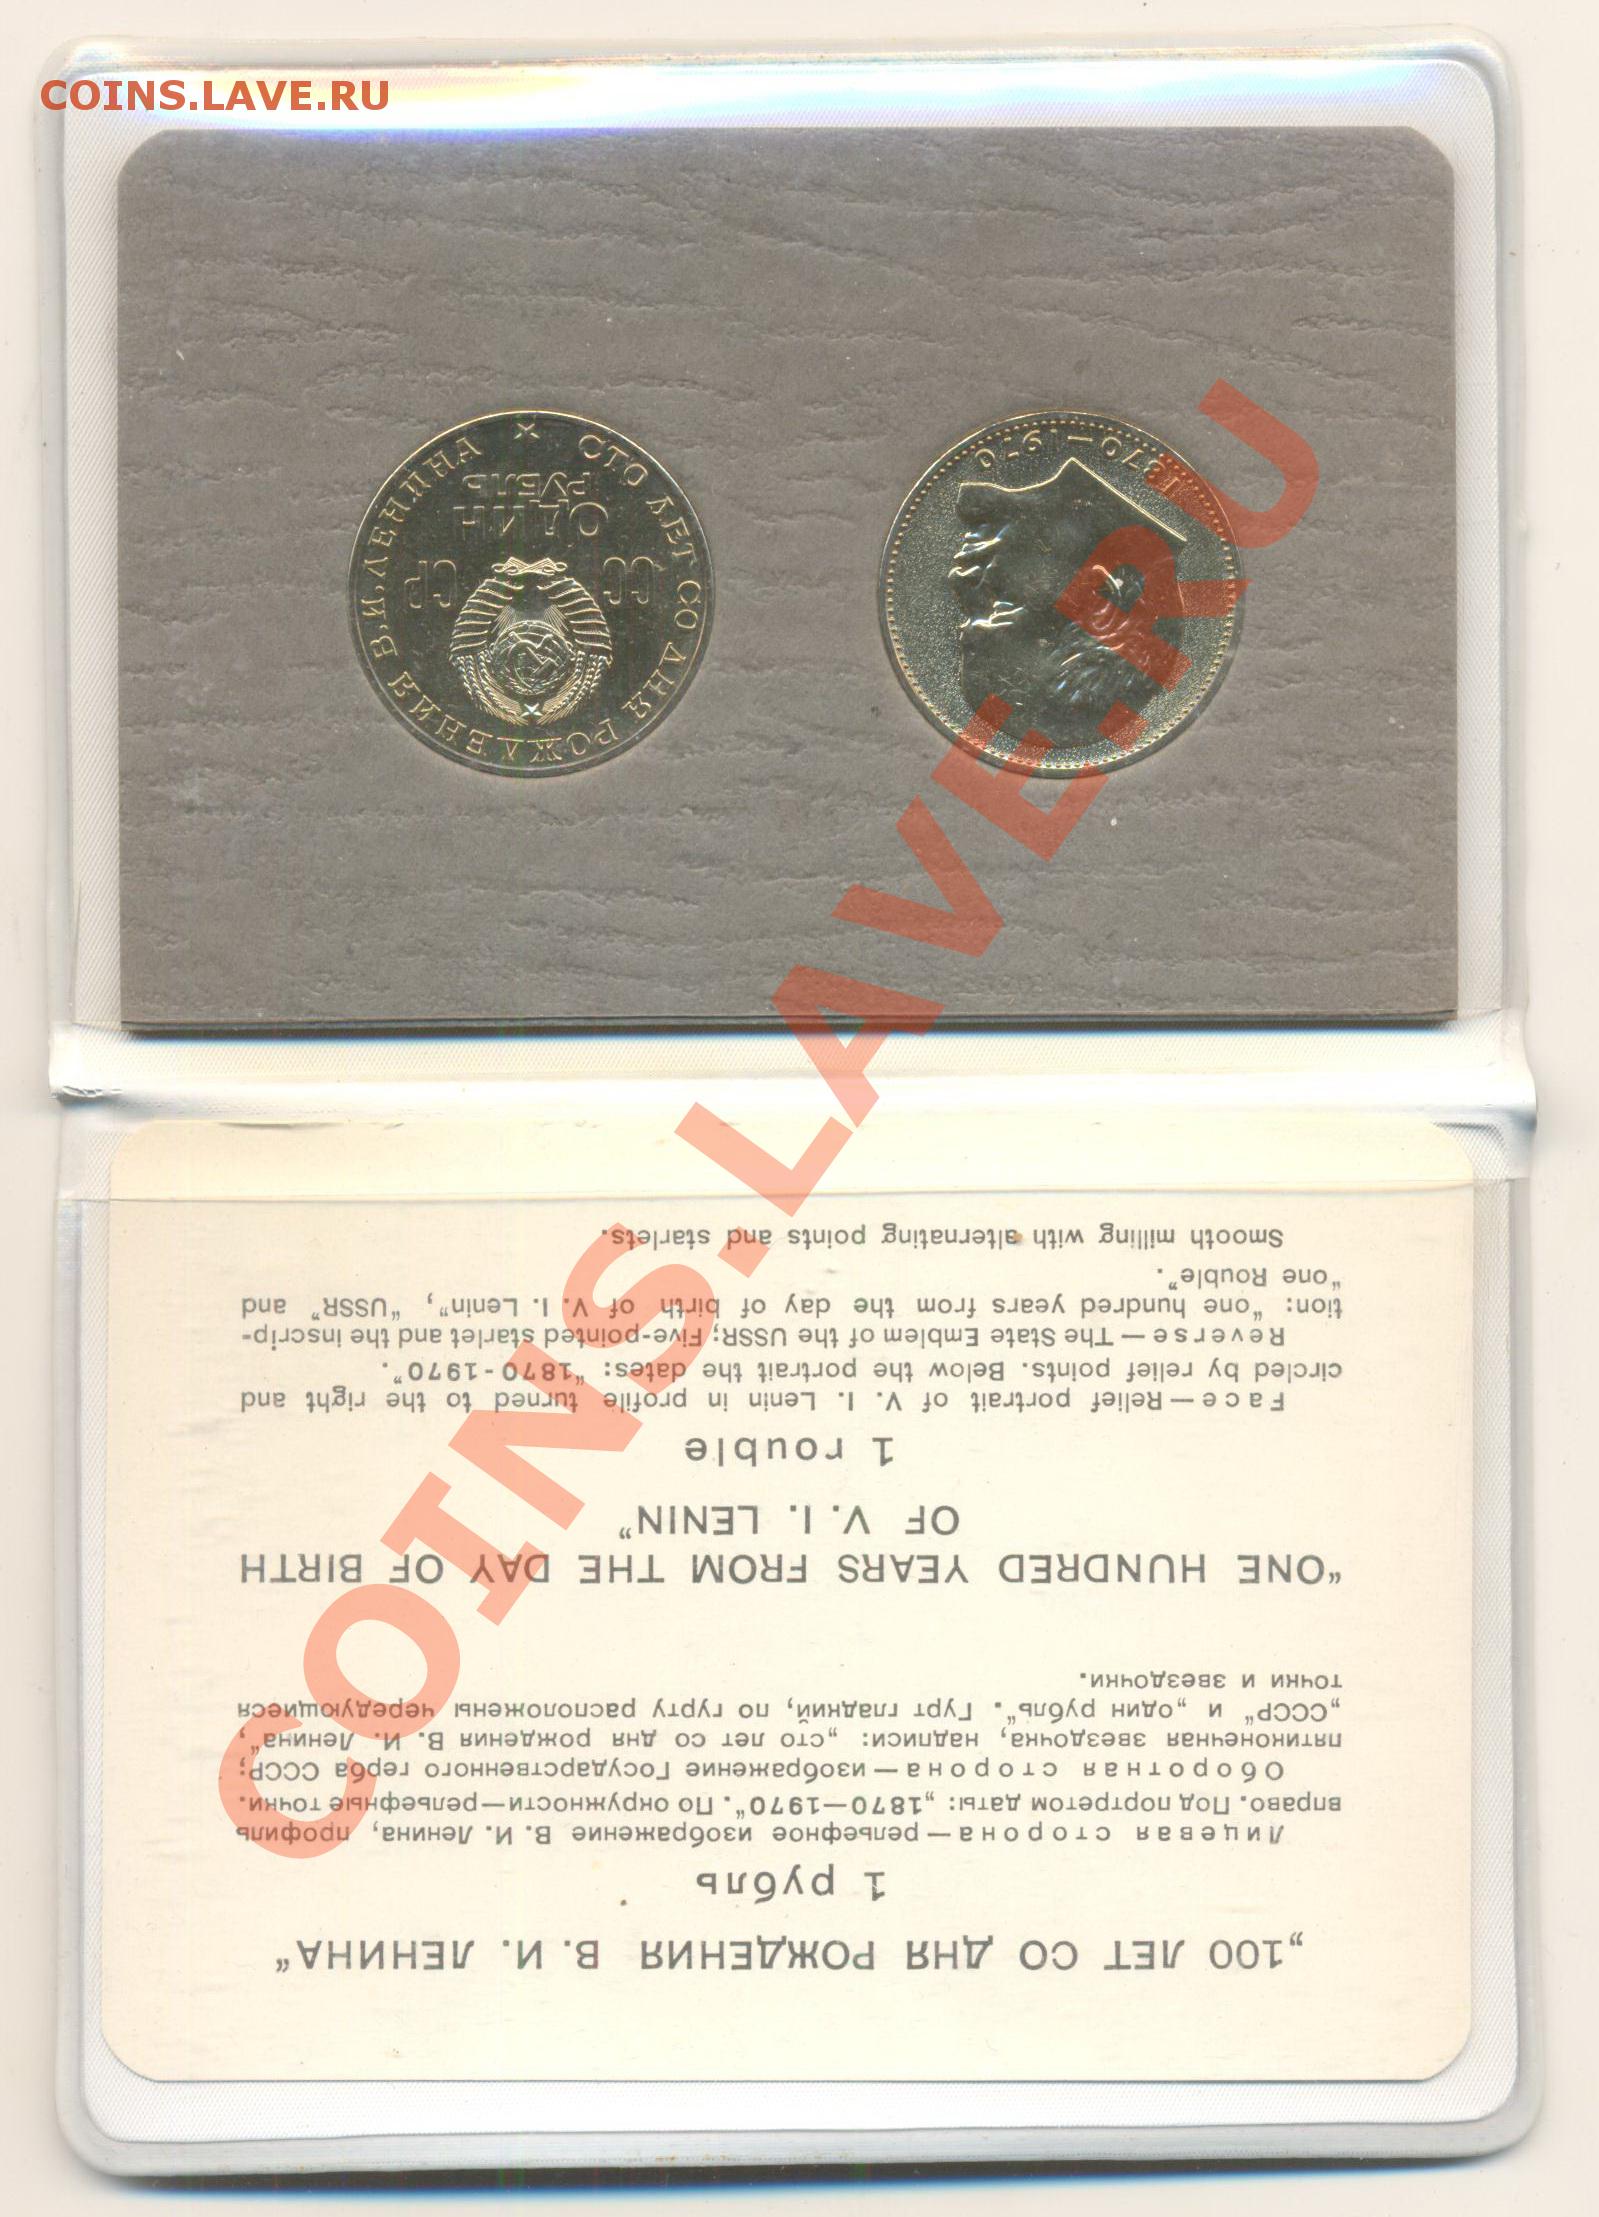 COINS.LAVE.RU
„100 ЛЕТ СО ДНЯ РОЖДЕНИЯ В. И. ЛЕНИНА“
1 рубль
Лицевая сторона—рельефное изображение В. И. Ленина, профиль
вправо. Под портретом даты: „1870—1970“. По окружности—рельефные точки.
Оборотная сторона—изображение Государственного герба СССР;
пятиконечная звездочка, надписи: „сто лет со дня рождения В. И. Ленина“,
„СССР“ и „один рубль“. Гурт гладкий, по гурту расположены чередующиеся
точки и звездочки.
“ONE HUNDRED YEARS FROM THE DAY OF BIRTH
OF V. I. LENIN”
1 rouble
Face—Relief portrait of V. I. Lenin in profile turned to the right and
circled by relief points. Below the portrait the dates: “1870-1970”.
Reverse—The State Emblem of the USSR; Five-pointed starlet and the inscrip-
tion: “one hundred years from the day of birth of V. I. Lenin”, “USSR” and
“one Rouble”.
Smooth milling with alternating points and starlets.
1870—1970
СССР
ОДИН
РУБЛЬ
СТО ЛЕТ СО ДНЯ РОЖДЕНИЯ В.И.ЛЕНИНА
COINS.LAVE.RU